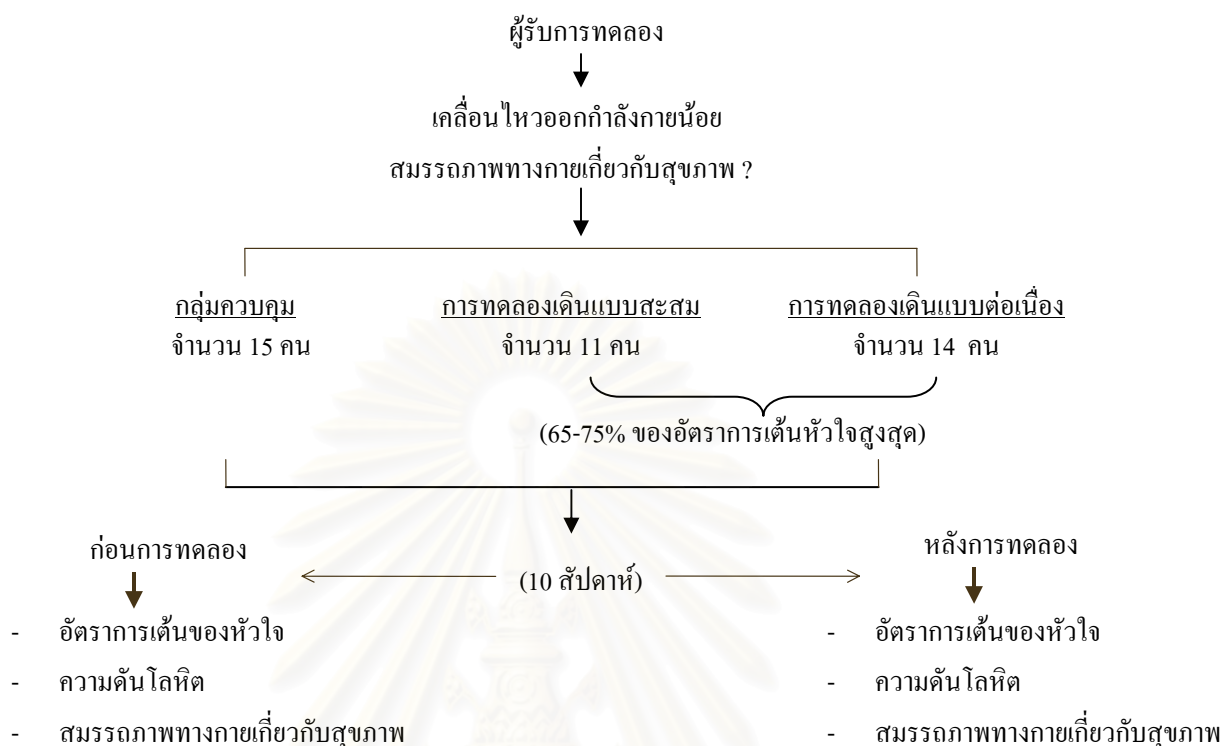 ผู้รับการทดลอง
เคลื่อนไหวออกกำลังกายน้อย
สมรรถภาพทางกายเกี่ยวกับสุขภาพ ?
กลุ่มควบคุม การทดลองเดินแบบสะสม การทดลองเดินแบบต่อเนื่อง
จำนวน 15 คน จำนวน 11 คน จำนวน 14 คน
(65-75% ของอัตราการเต้นหัวใจสูงสุด)
ก่อนการทดลอง (10 สัปดาห์) หลังการทดลอง
- อัตราการเต้นของหัวใจ
- ความดันโลหิต
- สมรรถภาพทางกายเกี่ยวกับสุขภาพ
- อัตราการเต้นของหัวใจ
- ความดันโลหิต
- สมรรถภาพทางกายเกี่ยวกับสุขภาพ